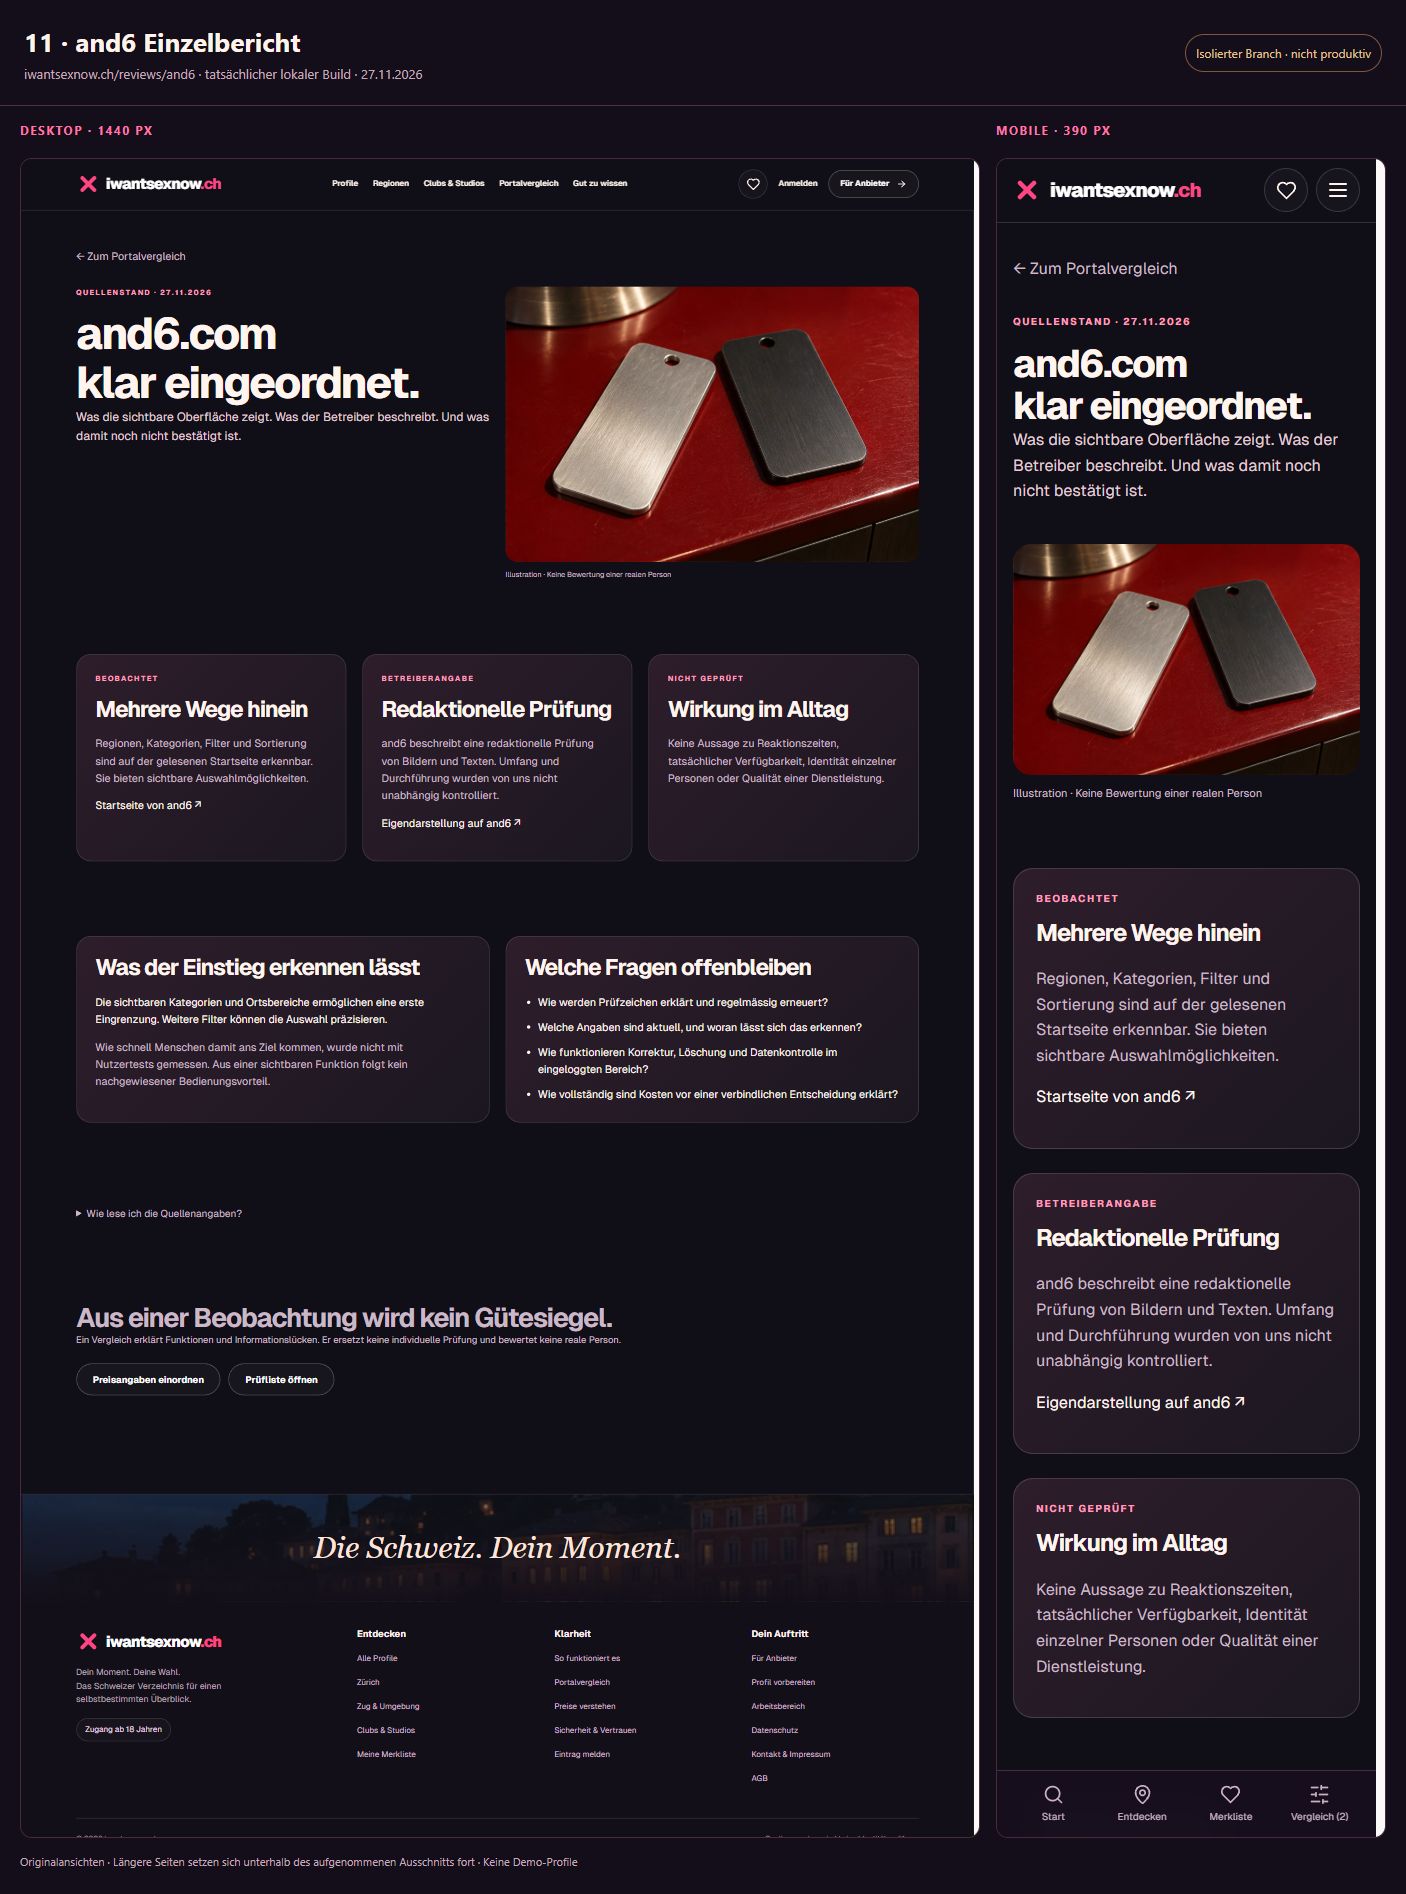 11 · and6 Einzelbericht
iwantsexnow.ch/reviews/and6 · tatsächlicher lokaler Build · 27.11.2026
Isolierter Branch · nicht produktiv
DESKTOP · 1440 PX
iwantsexnow.ch
Profile
Regionen
Clubs & Studios
Portalvergleich
Gut zu wissen
Anmelden
Für Anbieter →
← Zum Portalvergleich
QUELLENSTAND · 27.11.2026
and6.com
klar eingeordnet.
Was die sichtbare Oberfläche zeigt. Was der Betreiber beschreibt. Und was
damit noch nicht bestätigt ist.
Illustration · Keine Bewertung einer realen Person
BEOBACHTET
Mehrere Wege hinein
Regionen, Kategorien, Filter und Sortierung
sind auf der gelesenen Startseite erkennbar.
Sie bieten sichtbare Auswahlmöglichkeiten.
Startseite von and6 ↗
BETREIBERANGABE
Redaktionelle Prüfung
and6 beschreibt eine redaktionelle Prüfung
von Bildern und Texten. Umfang und
Durchführung wurden von uns nicht
unabhängig kontrolliert.
Eigendarstellung auf and6 ↗
NICHT GEPRÜFT
Wirkung im Alltag
Keine Aussage zu Reaktionszeiten,
tatsächlicher Verfügbarkeit, Identität einzelner
Personen oder Qualität einer Dienstleistung.
Was der Einstieg erkennen lässt
Die sichtbaren Kategorien und Ortsbereiche ermöglichen eine erste
Eingrenzung. Weitere Filter können die Auswahl präzisieren.
Wie schnell Menschen damit ans Ziel kommen, wurde nicht mit
Nutzertests gemessen. Aus einer sichtbaren Funktion folgt kein
nachgewiesener Bedienungsvorteil.
Welche Fragen offenbleiben
• Wie werden Prüfzeichen erklärt und regelmässig erneuert?
• Welche Angaben sind aktuell, und woran lässt sich das erkennen?
• Wie funktionieren Korrektur, Löschung und Datenkontrolle im
eingeloggten Bereich?
• Wie vollständig sind Kosten vor einer verbindlichen Entscheidung erklärt?
▶ Wie lese ich die Quellenangaben?
Aus einer Beobachtung wird kein Gütesiegel.
Ein Vergleich erklärt Funktionen und Informationslücken. Er ersetzt keine individuelle Prüfung und bewertet keine reale Person.
Preisangaben einordnen
Prüfliste öffnen
Die Schweiz. Dein Moment.
iwantsexnow.ch
Dein Moment. Deine Wahl.
Das Schweizer Verzeichnis für einen
selbstbestimmten Überblick.
Zugang ab 18 Jahren
Entdecken
Alle Profile
Zürich
Zug & Umgebung
Clubs & Studios
Meine Merkliste
Klarheit
So funktioniert es
Portalvergleich
Preise verstehen
Sicherheit & Vertrauen
Eintrag melden
Dein Auftritt
Für Anbieter
Profil vorbereiten
Arbeitsbereich
Datenschutz
Kontakt & Impressum
AGB
MOBILE · 390 PX
iwantsexnow.ch
← Zum Portalvergleich
QUELLENSTAND · 27.11.2026
and6.com
klar eingeordnet.
Was die sichtbare Oberfläche zeigt. Was der
Betreiber beschreibt. Und was damit noch
nicht bestätigt ist.
Illustration · Keine Bewertung einer realen Person
BEOBACHTET
Mehrere Wege hinein
Regionen, Kategorien, Filter und
Sortierung sind auf der gelesenen
Startseite erkennbar. Sie bieten
sichtbare Auswahlmöglichkeiten.
Startseite von and6 ↗
BETREIBERANGABE
Redaktionelle Prüfung
and6 beschreibt eine redaktionelle
Prüfung von Bildern und Texten. Umfang
und Durchführung wurden von uns nicht
unabhängig kontrolliert.
Eigendarstellung auf and6 ↗
NICHT GEPRÜFT
Wirkung im Alltag
Keine Aussage zu Reaktionszeiten,
tatsächlicher Verfügbarkeit, Identität
einzelner Personen oder Qualität einer
Dienstleistung.
Start
Entdecken
Merkliste
Vergleich (2)
Originalansichten · Längere Seiten setzen sich unterhalb des aufgenommenen Ausschnitts fort · Keine Demo-Profile